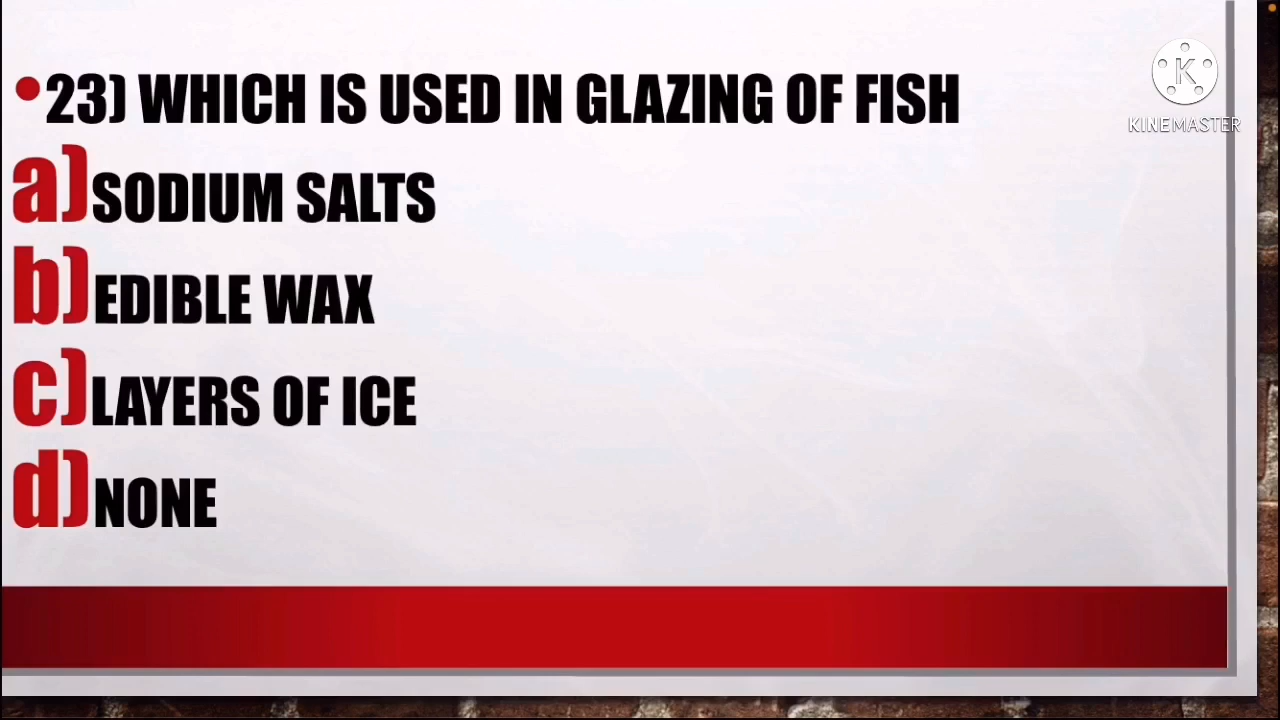 •23) WHICH IS USED IN GLAZING OF FISH
a)SODIUM SALTS
b)EDIBLE WAX
c)LAYERS OF ICE
d)NONE
K
KINEMASTER